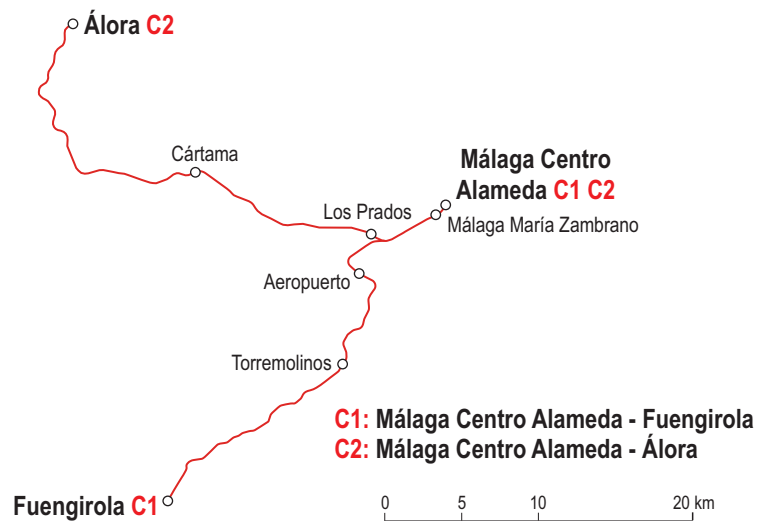 Álora C2
Cártama
Málaga Centro
Alameda C1 C2
Los Prados
Málaga María Zambrano
Aeropuerto
Torremolinos
C1: Málaga Centro Alameda - Fuengirola
C2: Málaga Centro Alameda - Álora
Fuengirola C1
0 5 10 20 km